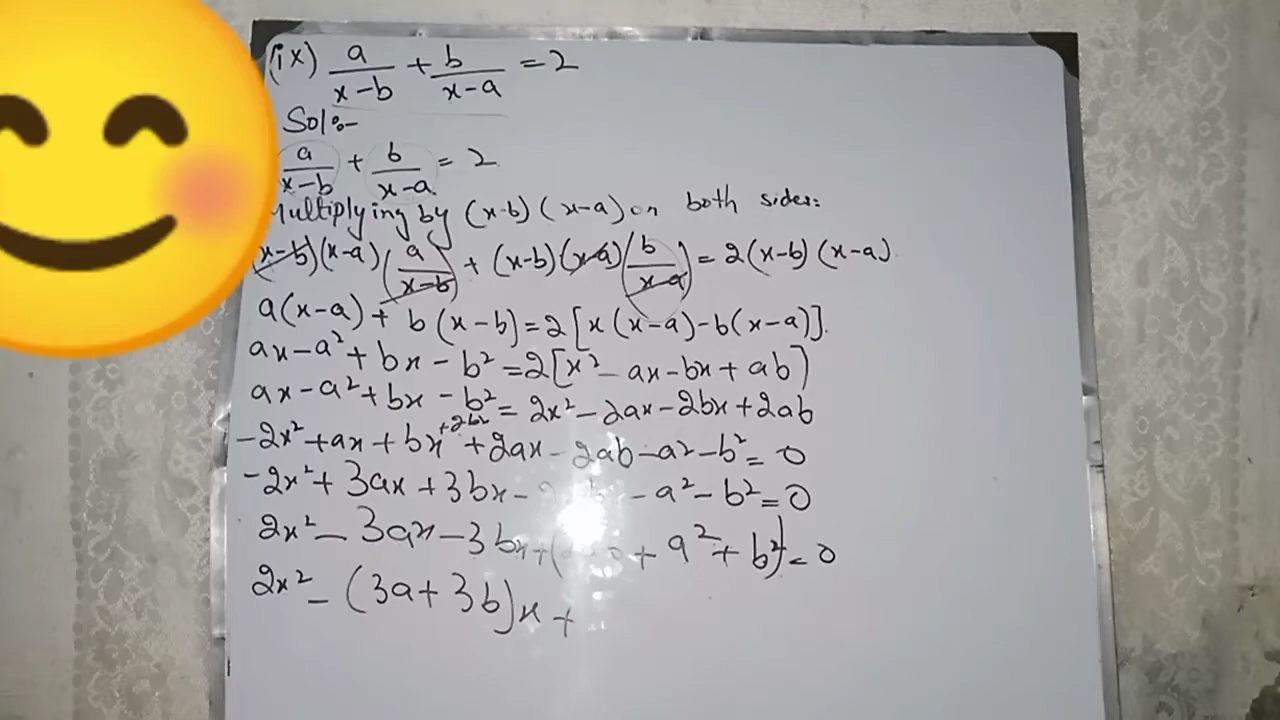 (ix) a/(x-b) + b/(x-a) = 2
Sol:-
a/(x-b) + b/(x-a) = 2
Multiplying by (x-b)(x-a) on both sides:
(x-b)(x-a)(a/(x-b)) + (x-b)(x-a)(b/(x-a)) = 2(x-b)(x-a)
a(x-a) + b(x-b) = 2[x(x-a)-b(x-a)].
ax-a²+bx-b²=2[x²-ax-bx+ab]
ax-a²+bx-b²=2x²-2ax-2bx+2ab
-2x²+ax+bx+2bx+2ax-2ab-a²-b²=0
-2x²+3ax+3bx- -a²-b²=0
2x²-3ax-3bx+( +a²+b²)=0
2x²-(3a+3b)x+